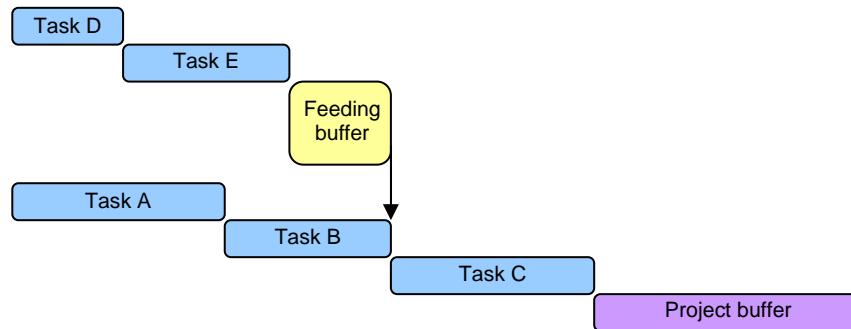 Task D
Task E
Feeding
buffer
Task A
Task B
Task C
Project buffer